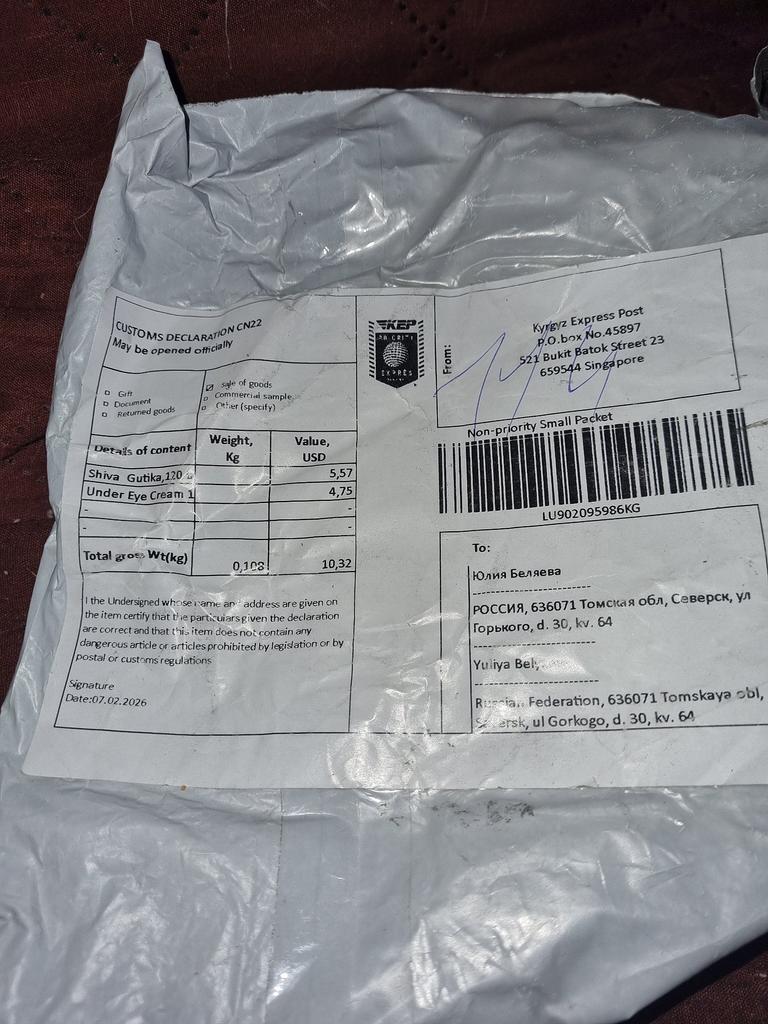 CUSTOMS DECLARATION CN22
May be opened officially
Gift
Document
Returned goods
sale of goods
Commercial sample
Other (specify)
Details of content
Weight, Kg
Value, USD
Shiva Gutika,120
5,57
Under Eye Cream 1
4,75
-
-
-
-
Total gross Wt(kg)
0,108
10,32
I the Undersigned whose name and address are given on
the item certify that the particulars given the declaration
are correct and that this item does not contain any
dangerous article or articles prohibited by legislation or by
postal or customs regulations
Signature
Date:07.02.2026
KEP
EXPRES
From:
Kyrgyz Express Post
P.O.box No.45897
521 Bukit Batok Street 23
659544 Singapore
Non-priority Small Packet
LU902095986KG
To:
Юлия Беляева
РОССИЯ, 636071 Томская обл, Северск, ул
Горького, d. 30, kv. 64
Yuliya
Russian Federation, 636071 Tomskaya obl,
Seversk, ul Gorkogo, d. 30, kv. 64